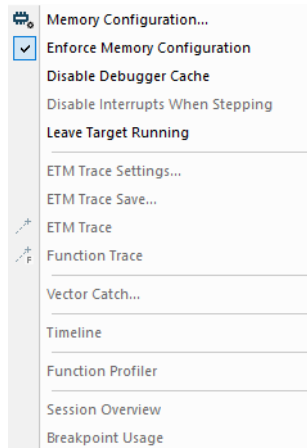 Memory Configuration...
Enforce Memory Configuration
Disable Debugger Cache
Disable Interrupts When Stepping
Leave Target Running
ETM Trace Settings...
ETM Trace Save...
ETM Trace
Function Trace
Vector Catch...
Timeline
Function Profiler
Session Overview
Breakpoint Usage